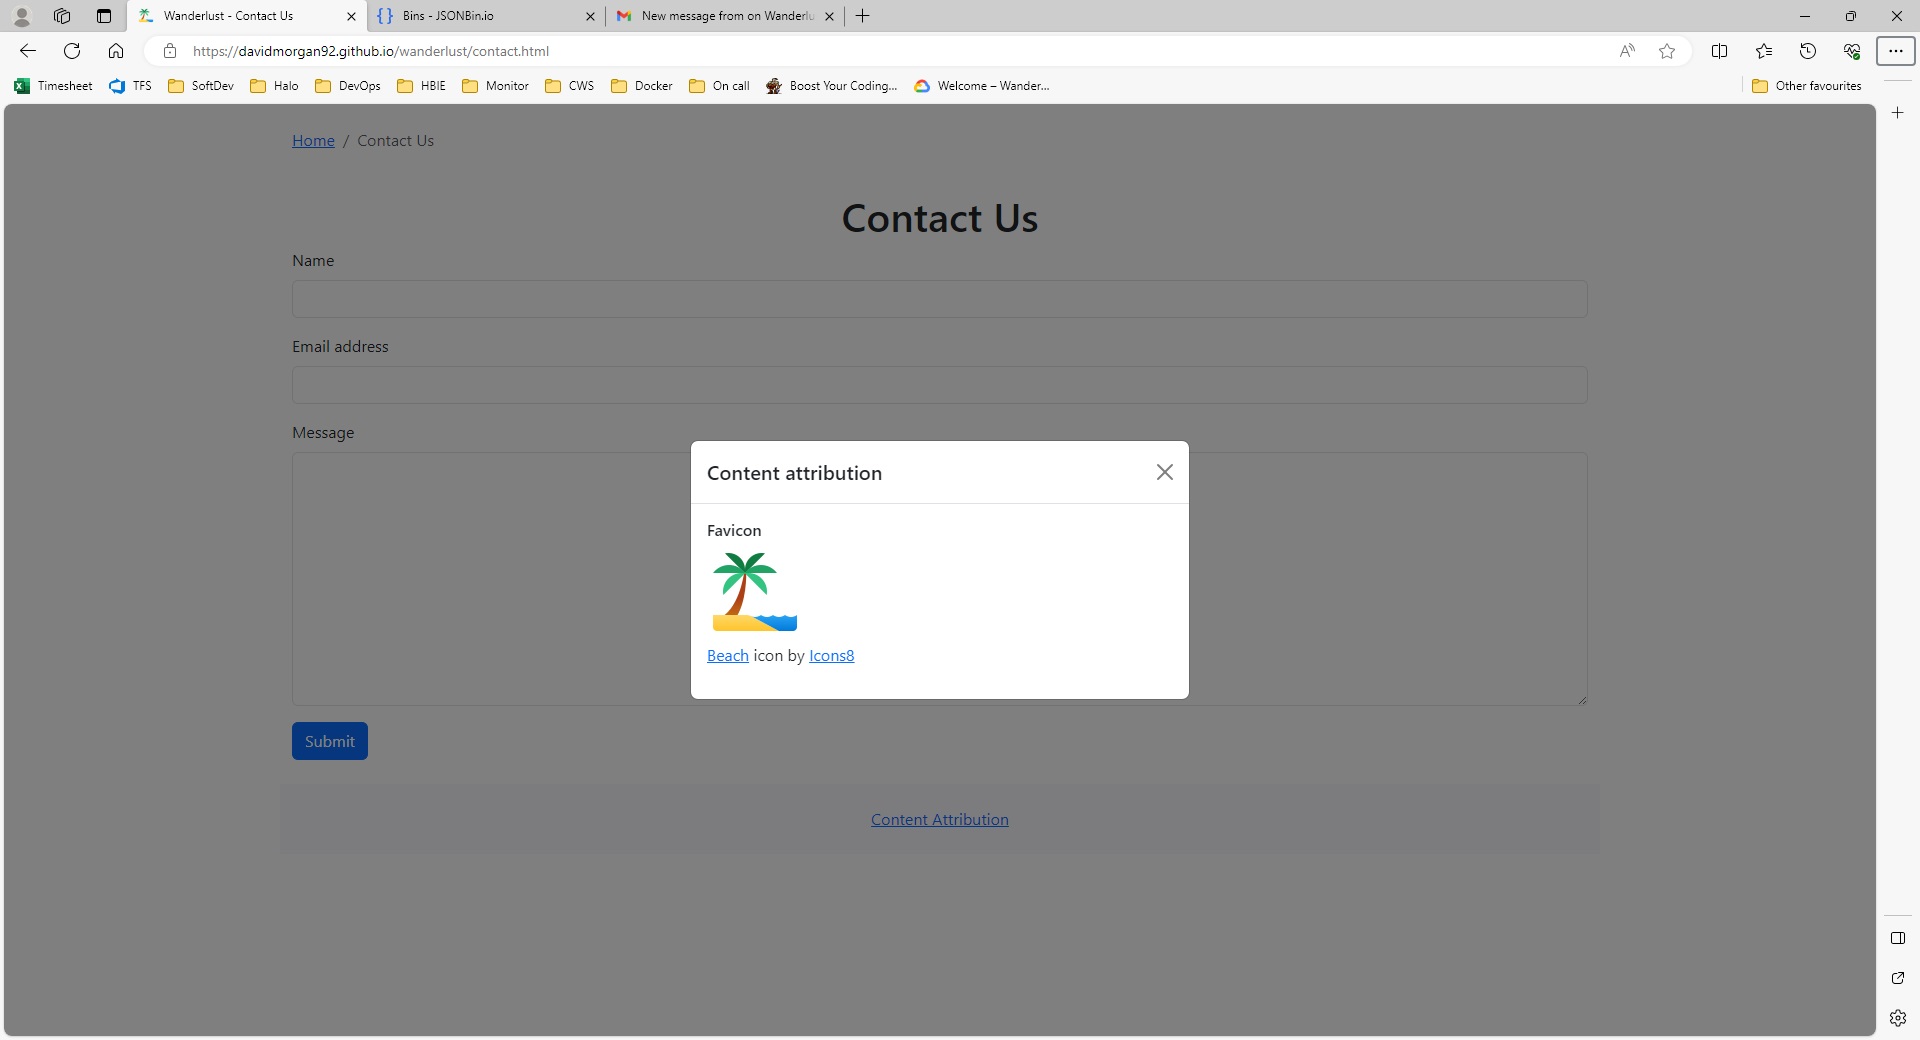 Wanderlust - Contact Us
Bins - JSONBin.io
New message from on Wanderlu
https://davidmorgan92.github.io/wanderlust/contact.html
Timesheet TFS SoftDev Halo DevOps HBIE Monitor CWS Docker On call Boost Your Coding... Welcome – Wander... Other favourites
Home / Contact Us
Contact Us
Name
Email address
Message
Content attribution
Favicon
Beach icon by Icons8
Submit
Content Attribution